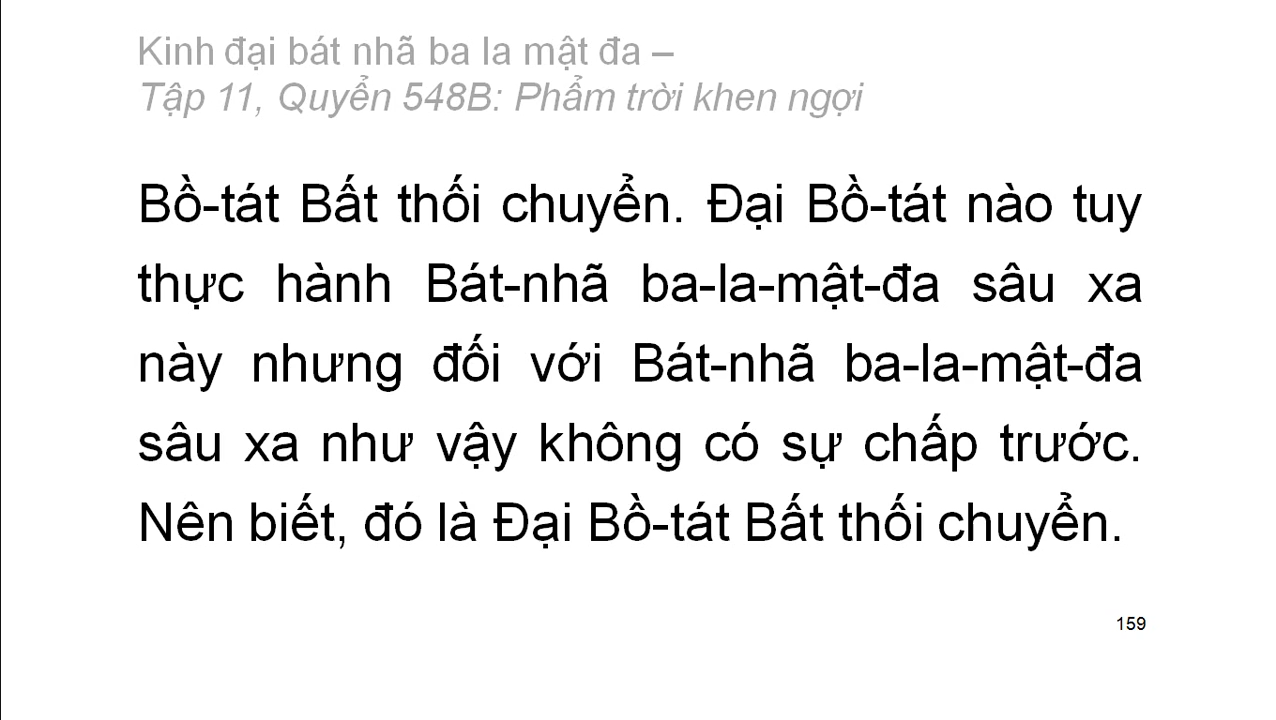 Kinh đại bát nhã ba la mật đa –
Tập 11, Quyển 548B: Phẩm trời khen ngợi
Bồ-tát Bất thối chuyển. Đại Bồ-tát nào tuy
thực hành Bát-nhã ba-la-mật-đa sâu xa
này nhưng đối với Bát-nhã ba-la-mật-đa
sâu xa như vậy không có sự chấp trước.
Nên biết, đó là Đại Bồ-tát Bất thối chuyển.
159